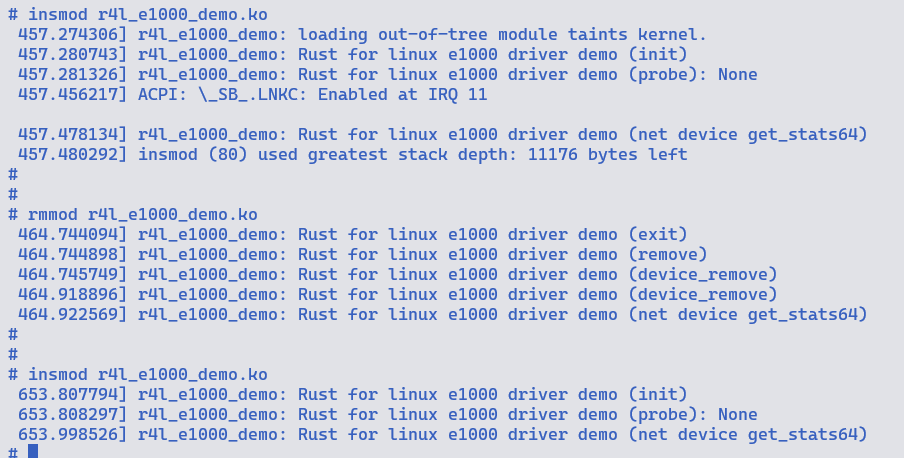 # insmod r4l_e1000_demo.ko
457.274306] r4l_e1000_demo: loading out-of-tree module taints kernel.
457.280743] r4l_e1000_demo: Rust for linux e1000 driver demo (init)
457.281326] r4l_e1000_demo: Rust for linux e1000 driver demo (probe): None
457.456217] ACPI: \_SB_.LNKC: Enabled at IRQ 11
457.478134] r4l_e1000_demo: Rust for linux e1000 driver demo (net device get_stats64)
457.480292] insmod (80) used greatest stack depth: 11176 bytes left
#
#
# rmmod r4l_e1000_demo.ko
464.744094] r4l_e1000_demo: Rust for linux e1000 driver demo (exit)
464.744898] r4l_e1000_demo: Rust for linux e1000 driver demo (remove)
464.745749] r4l_e1000_demo: Rust for linux e1000 driver demo (device_remove)
464.918896] r4l_e1000_demo: Rust for linux e1000 driver demo (device_remove)
464.922569] r4l_e1000_demo: Rust for linux e1000 driver demo (net device get_stats64)
#
#
# insmod r4l_e1000_demo.ko
653.807794] r4l_e1000_demo: Rust for linux e1000 driver demo (init)
653.808297] r4l_e1000_demo: Rust for linux e1000 driver demo (probe): None
653.998526] r4l_e1000_demo: Rust for linux e1000 driver demo (net device get_stats64)
#